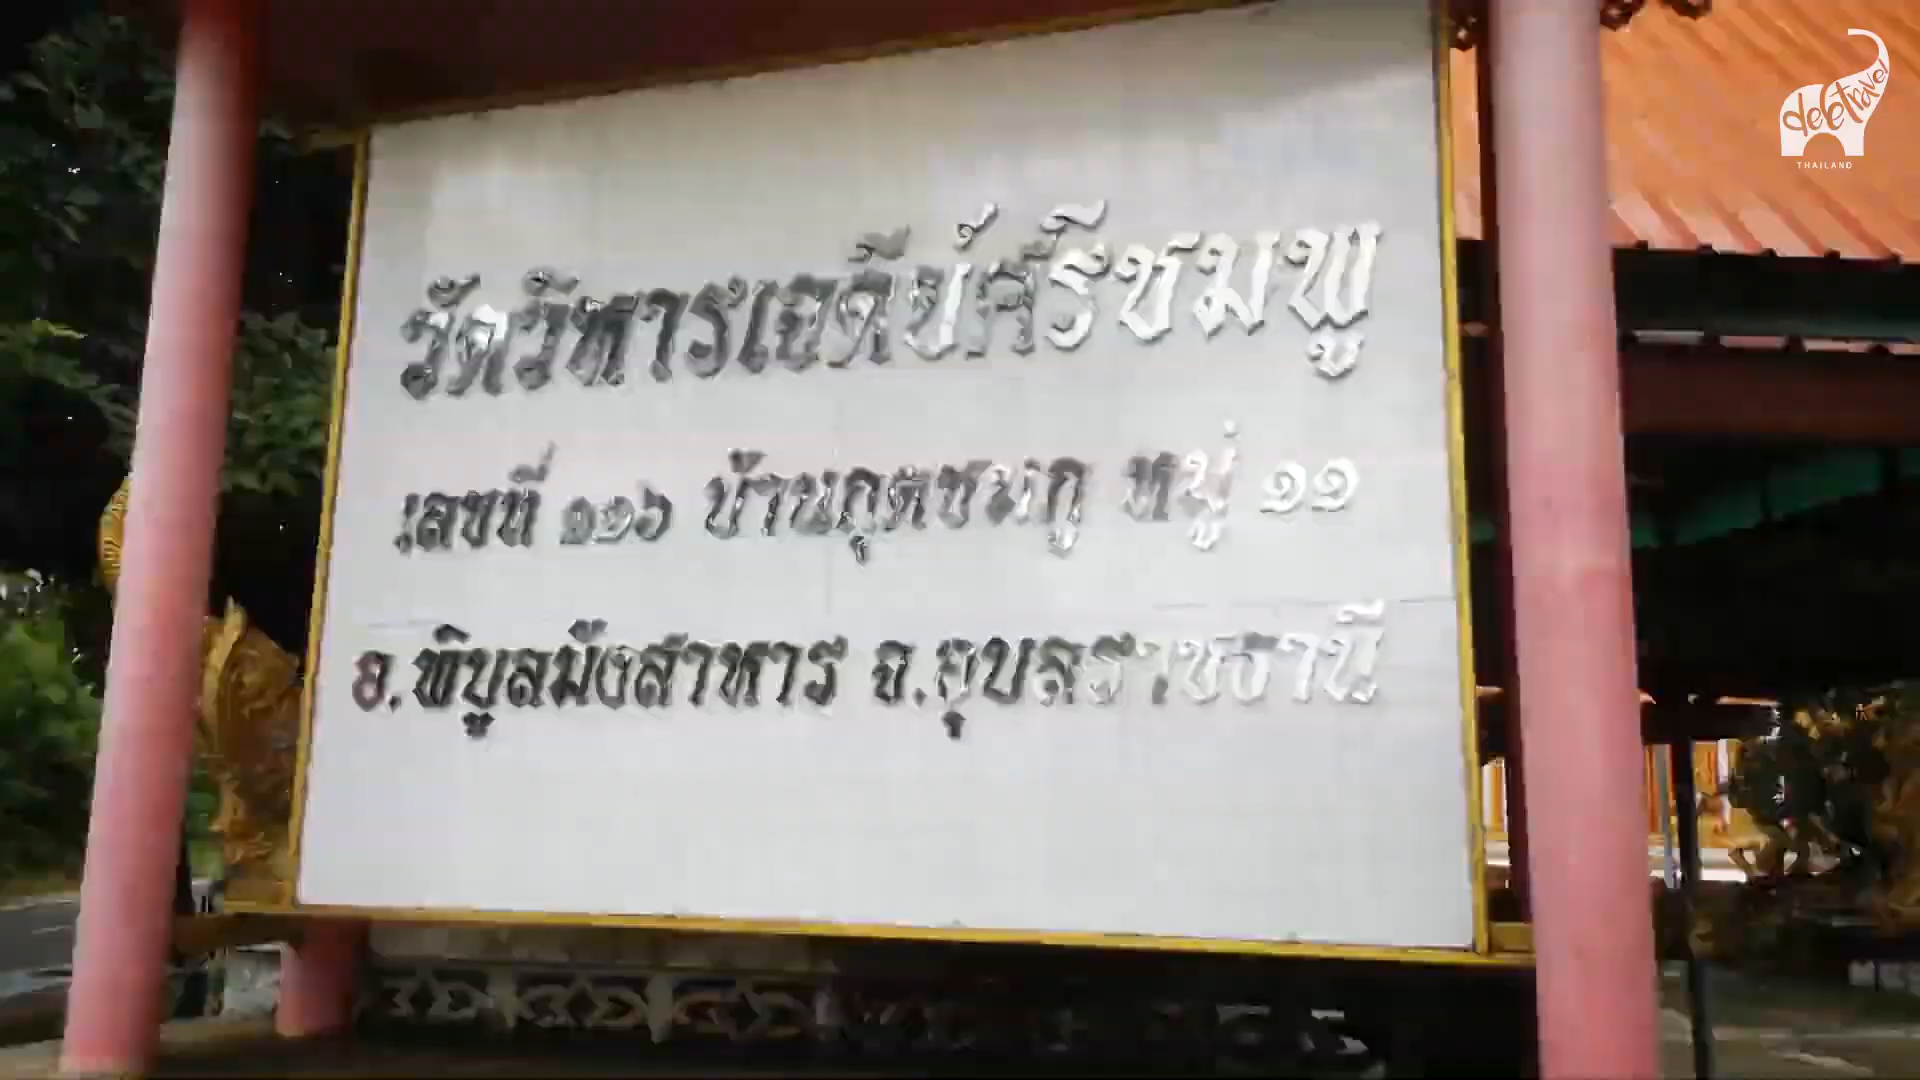 วัดวิหารเจดีย์ศรีชมพู
เลขที่ ๑๑๖ บ้านกุดชมภู หมู่ ๑๑
อ.พิบูลมังสาหาร จ.อุบลราชธานี
deetravel
THAILAND